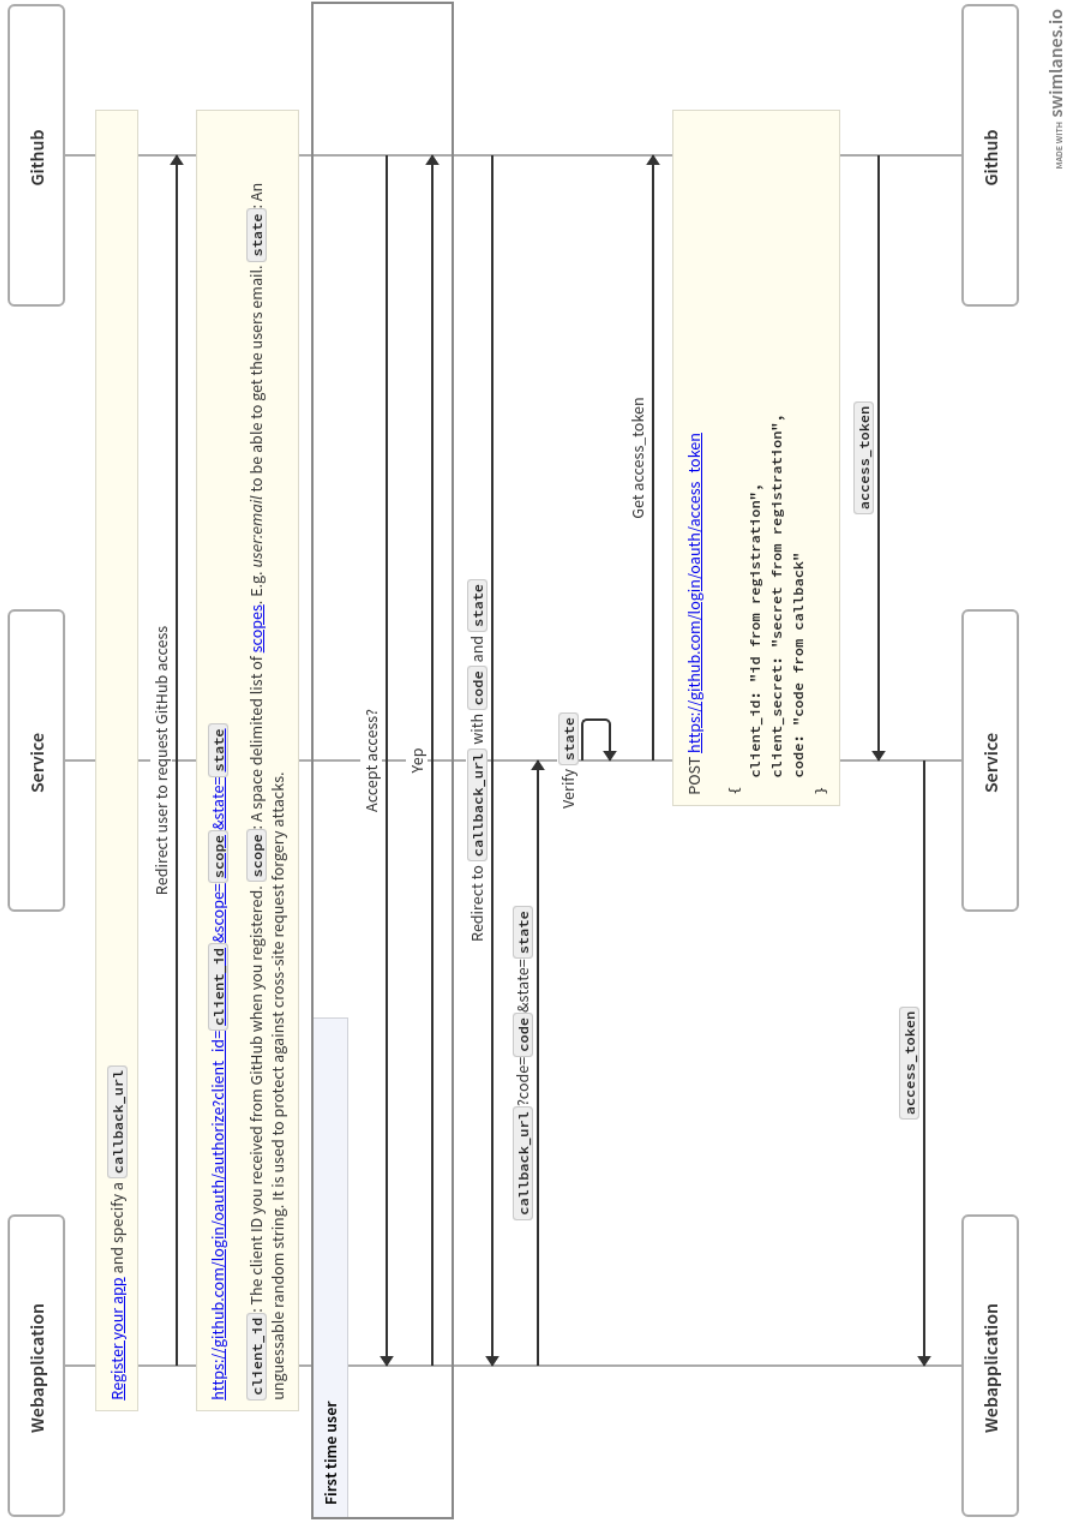 Webapplication
Service
Github
Register your app and specify a callback_url
Redirect user to request GitHub access
https://github.com/login/oauth/authorize?client_id=client_id&scope=scope&state=state
client_id: The client ID you received from GitHub when you registered. scope: A space delimited list of scopes. E.g. user:email to be able to get the users email. state: An
unguessable random string. It is used to protect against cross-site request forgery attacks.
First time user
Accept access?
Yep
Redirect to callback_url with code and state
callback_url?code=code&state=state
Verify state
Get access_token
POST https://github.com/login/oauth/access_token
{
client_id: "id from registration",
client_secret: "secret from registration",
code: "code from callback"
}
access_token
access_token
Webapplication
Service
Github
MADE WITH swimlanes.io